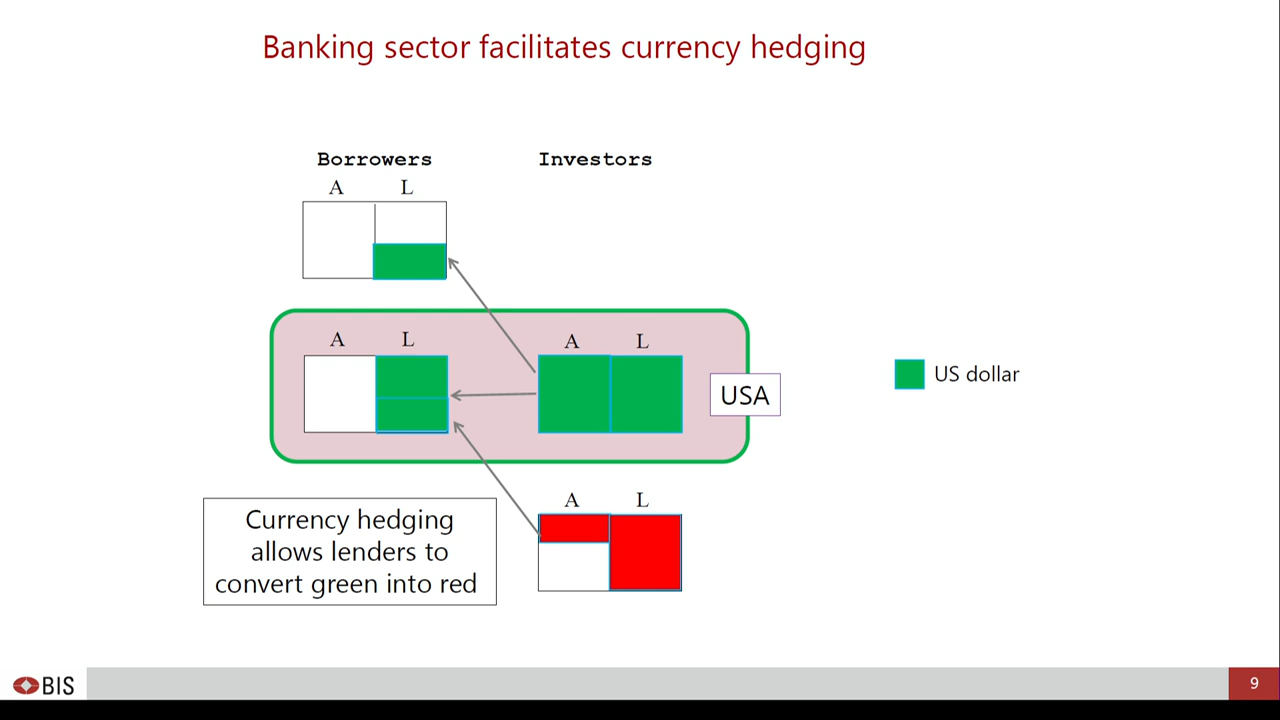 Banking sector facilitates currency hedging
Borrowers
Investors
A
L
A
L
A
L
USA
US dollar
A
L
Currency hedging
allows lenders to
convert green into red
BIS
9